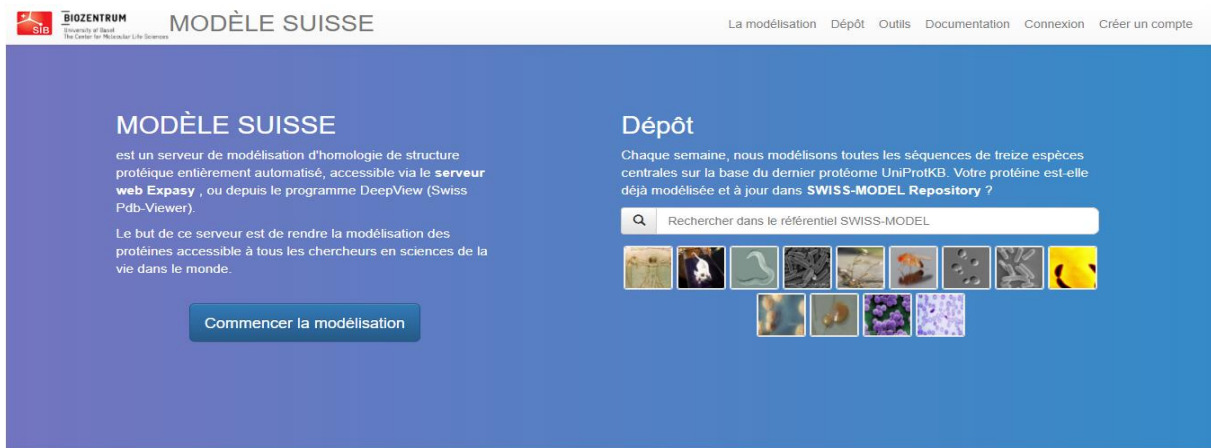 SIB
BIOZENTRUM
University of Basel
The Center for Molecular Life Sciences
MODÈLE SUISSE
La modélisation Dépôt Outils Documentation Connexion Créer un compte
MODÈLE SUISSE
est un serveur de modélisation d'homologie de structure
protéique entièrement automatisé, accessible via le serveur
web Expasy , ou depuis le programme DeepView (Swiss
Pdb-Viewer).
Le but de ce serveur est de rendre la modélisation des
protéines accessible à tous les chercheurs en sciences de la
vie dans le monde.
Commencer la modélisation
Dépôt
Chaque semaine, nous modélisons toutes les séquences de treize espèces
centrales sur la base du dernier protéome UniProtKB. Votre protéine est-elle
déjà modélisée et à jour dans SWISS-MODEL Repository ?
Rechercher dans le référentiel SWISS-MODEL